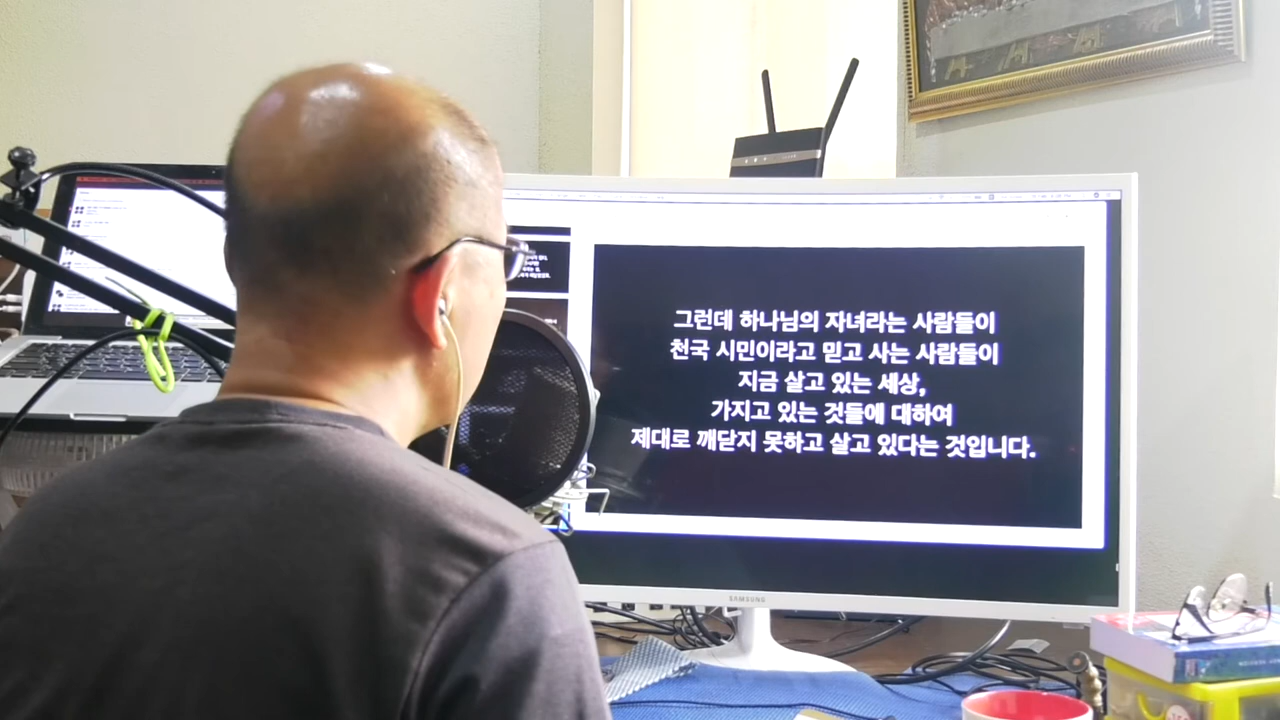 그런데 하나님의 자녀라는 사람들이
천국 시민이라고 믿고 사는 사람들이
지금 살고 있는 세상,
가지고 있는 것들에 대하여
제대로 깨닫지 못하고 살고 있다는 것입니다.
SAMSUNG